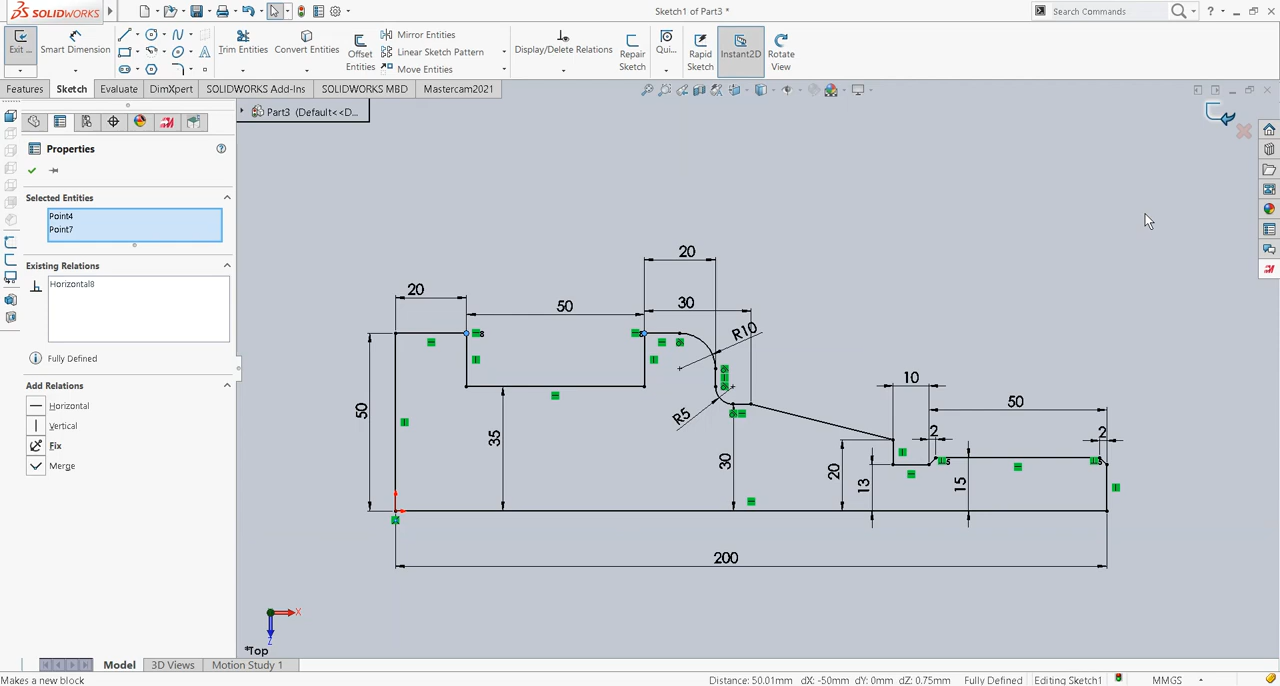 SOLIDWORKS
Sketch1 of Part3 *
Search Commands
?
Exit ...
Smart Dimension
Trim Entities
Convert Entities
Offset Entities
Mirror Entities
Linear Sketch Pattern
Move Entities
Display/Delete Relations
Repair Sketch
Qui...
Rapid Sketch
Instant2D
Rotate View
Features
Sketch
Evaluate
DimXpert
SOLIDWORKS Add-Ins
SOLIDWORKS MBD
Mastercam2021
Part3 (Default<<D...
Properties
Selected Entities
Point4
Point7
Existing Relations
Horizontal8
Fully Defined
Add Relations
Horizontal
Vertical
Fix
Merge
20
20
50
30
R10
50
35
R5
30
10
50
2
2
20
13
15
200
X
Z
*Top
Model
3D Views
Motion Study 1
Makes a new block
Distance: 50.01mm dX: -50mm dY: 0mm dZ: 0.75mm
Fully Defined
Editing Sketch1
MMGS